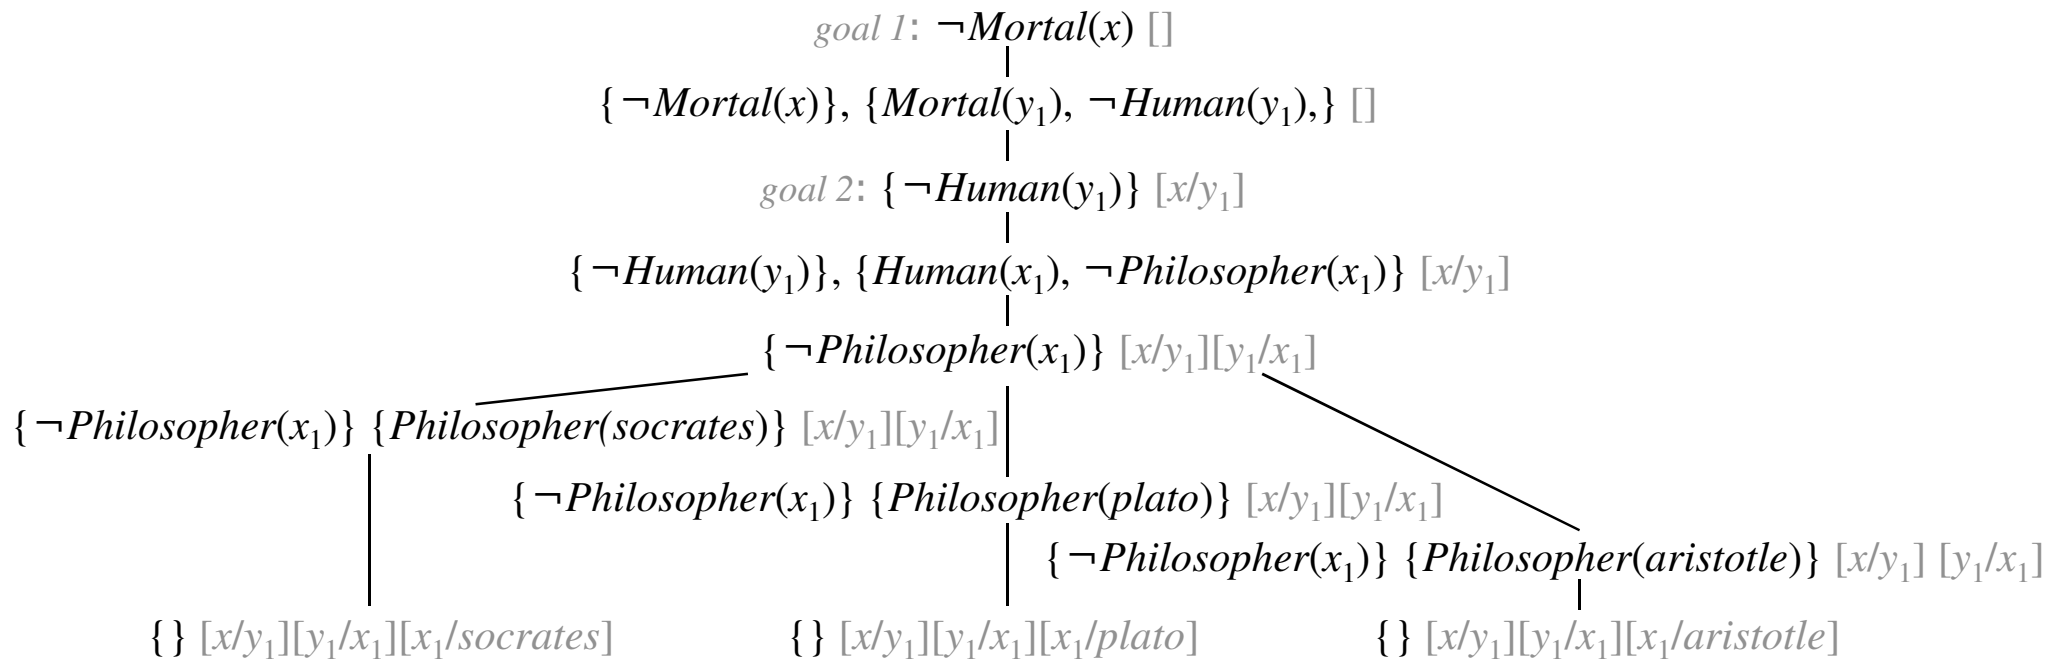 goal 1: ¬Mortal(x) []
{¬Mortal(x)}, {Mortal(y₁), ¬Human(y₁),} []
goal 2: {¬Human(y₁)} [x/y₁]
{¬Human(y₁)}, {Human(x₁), ¬Philosopher(x₁)} [x/y₁]
{¬Philosopher(x₁)} [x/y₁][y₁/x₁]
{¬Philosopher(x₁)} {Philosopher(socrates)} [x/y₁][y₁/x₁]
{¬Philosopher(x₁)} {Philosopher(plato)} [x/y₁][y₁/x₁]
{¬Philosopher(x₁)} {Philosopher(aristotle)} [x/y₁] [y₁/x₁]
{} [x/y₁][y₁/x₁][x₁/socrates]
{} [x/y₁][y₁/x₁][x₁/plato]
{} [x/y₁][y₁/x₁][x₁/aristotle]